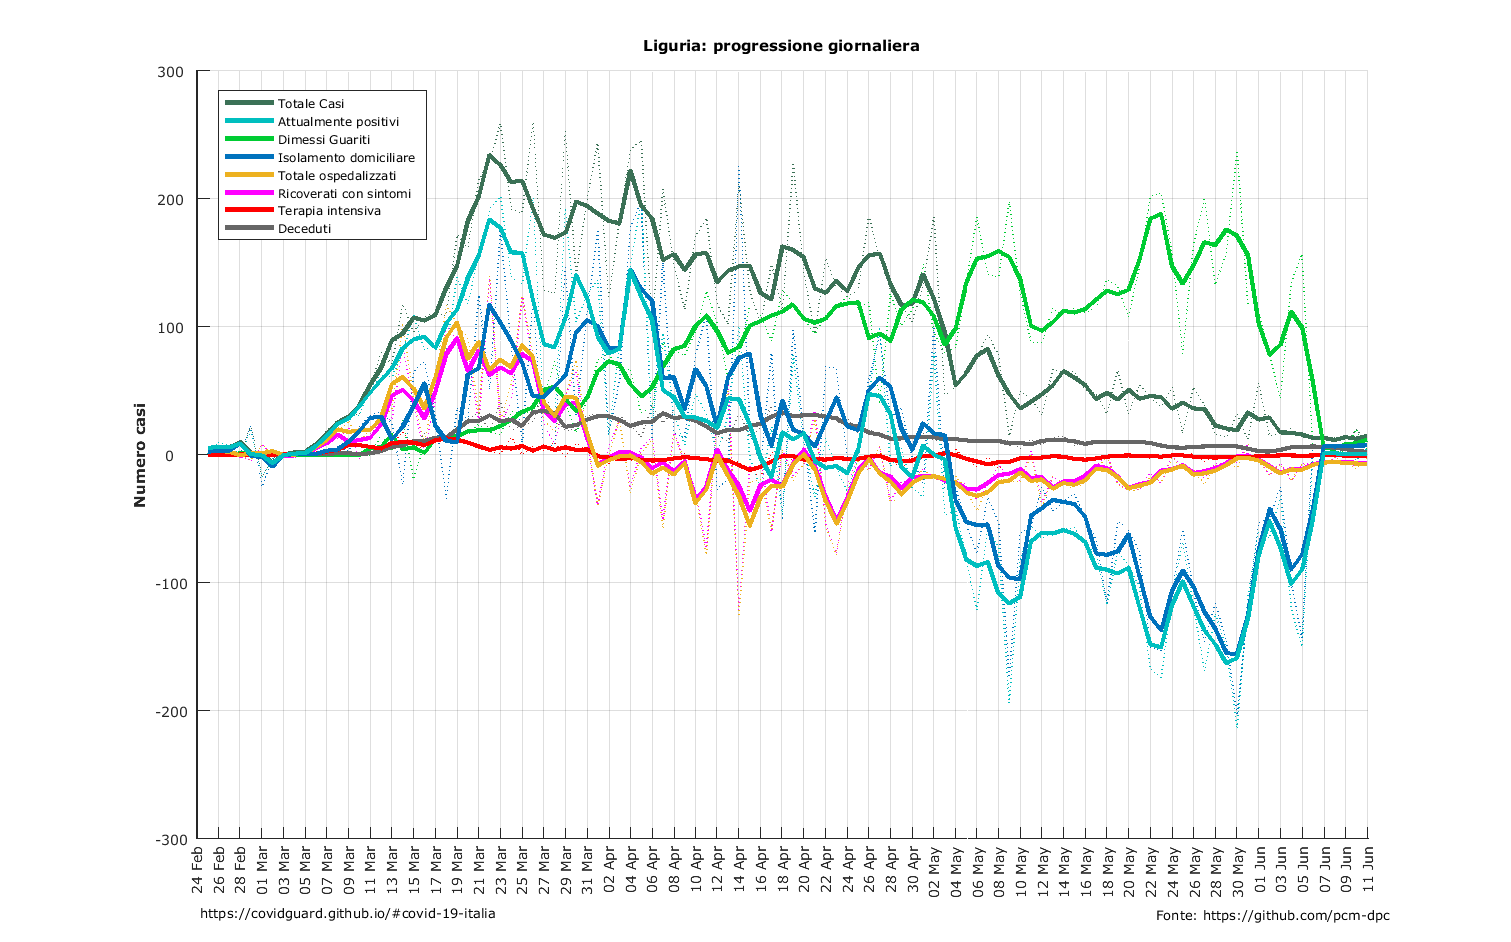 Liguria: progressione giornaliera
300
200
100
0
-100
-200
-300
Numero casi
Totale Casi
Attualmente positivi
Dimessi Guariti
Isolamento domiciliare
Totale ospedalizzati
Ricoverati con sintomi
Terapia intensiva
Deceduti
24 Feb
26 Feb
28 Feb
01 Mar
03 Mar
05 Mar
07 Mar
09 Mar
11 Mar
13 Mar
15 Mar
17 Mar
19 Mar
21 Mar
23 Mar
25 Mar
27 Mar
29 Mar
31 Mar
02 Apr
04 Apr
06 Apr
08 Apr
10 Apr
12 Apr
14 Apr
16 Apr
18 Apr
20 Apr
22 Apr
24 Apr
26 Apr
28 Apr
30 Apr
02 May
04 May
06 May
08 May
10 May
12 May
14 May
16 May
18 May
20 May
22 May
24 May
26 May
28 May
30 May
01 Jun
03 Jun
05 Jun
07 Jun
09 Jun
11 Jun
https://covidguard.github.io/#covid-19-italia
Fonte: https://github.com/pcm-dpc